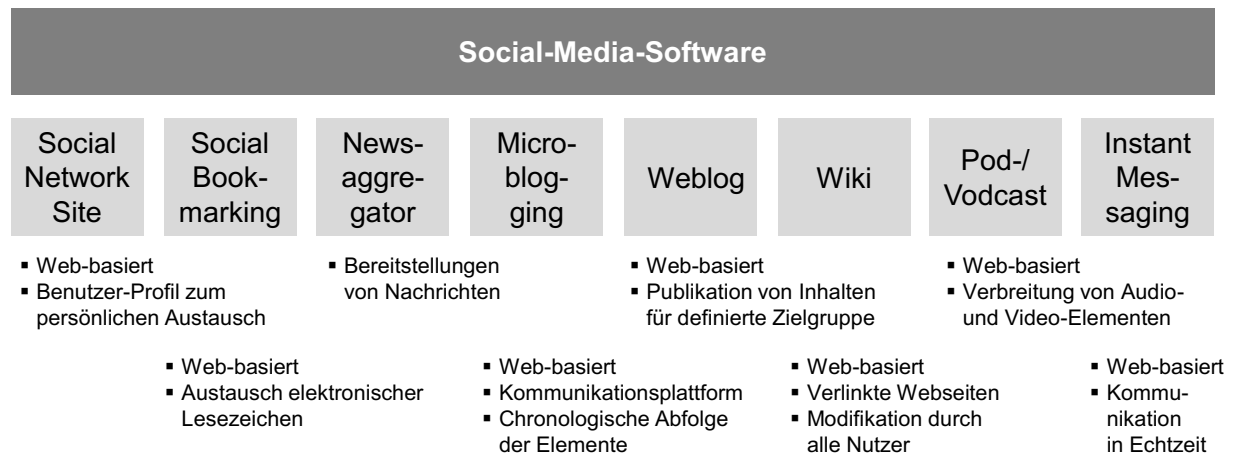 Social-Media-Software
Social
Network
Site
Social
Book-
marking
News-
aggre-
gator
Micro-
blog-
ging
Weblog
Wiki
Pod-/
Vodcast
Instant
Mes-
saging
▪ Web-basiert
▪ Benutzer-Profil zum
persönlichen Austausch
▪ Web-basiert
▪ Austausch elektronischer
Lesezeichen
▪ Bereitstellungen
von Nachrichten
▪ Web-basiert
▪ Kommunikationsplattform
▪ Chronologische Abfolge
der Elemente
▪ Web-basiert
▪ Publikation von Inhalten
für definierte Zielgruppe
▪ Web-basiert
▪ Verlinkte Webseiten
▪ Modifikation durch
alle Nutzer
▪ Web-basiert
▪ Verbreitung von Audio-
und Video-Elementen
▪ Web-basiert
▪ Kommu-
nikation
in Echtzeit